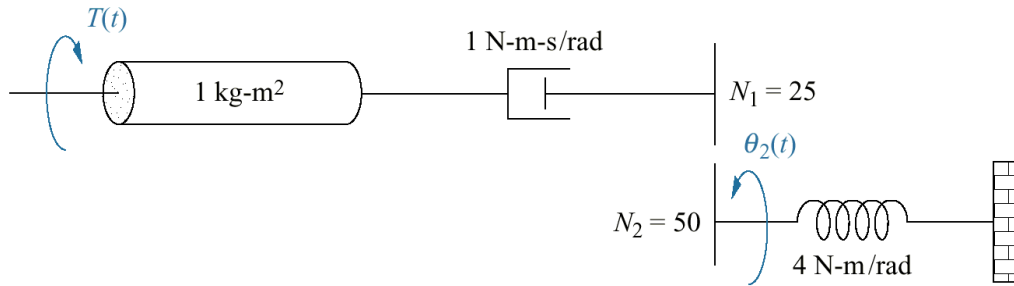 T(t)
1 kg-m²
1 N-m-s/rad
N₁ = 25
θ₂(t)
N₂ = 50
4 N-m/rad